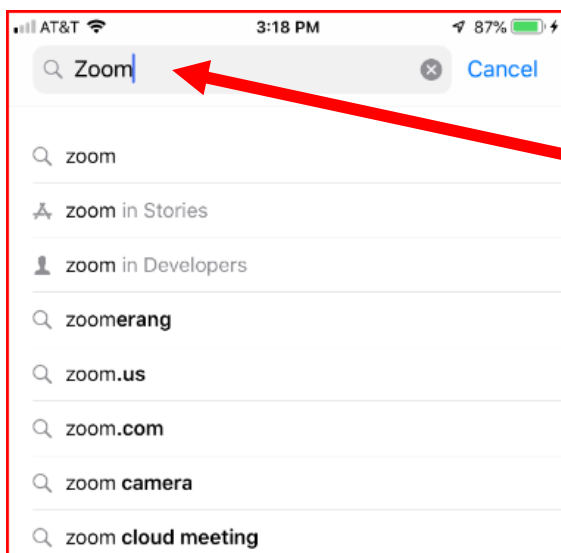 AT&T 3:18 PM 87%
Zoom Cancel
zoom
zoom in Stories
zoom in Developers
zoomerang
zoom.us
zoom.com
zoom camera
zoom cloud meeting